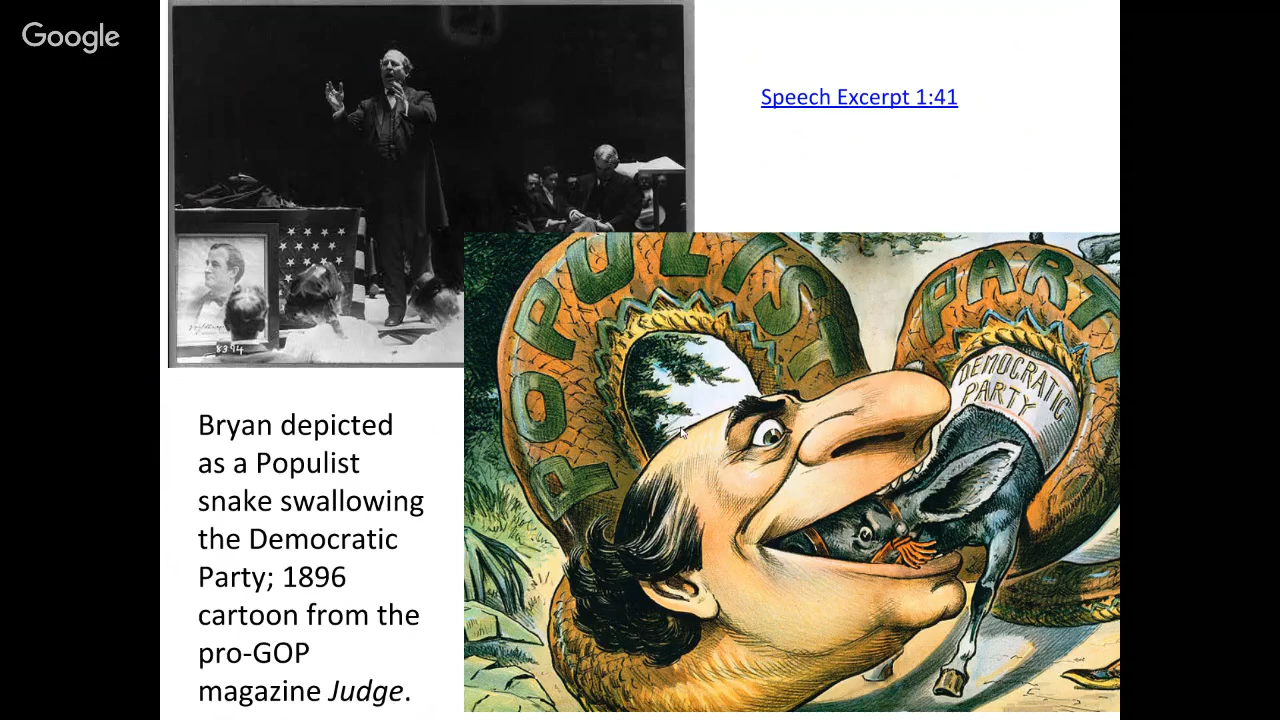 Google
Speech Excerpt 1:41
8394
POPULIST
PARTY
DEMOCRATIC
PARTY
Bryan depicted
as a Populist
snake swallowing
the Democratic
Party; 1896
cartoon from the
pro-GOP
magazine Judge.